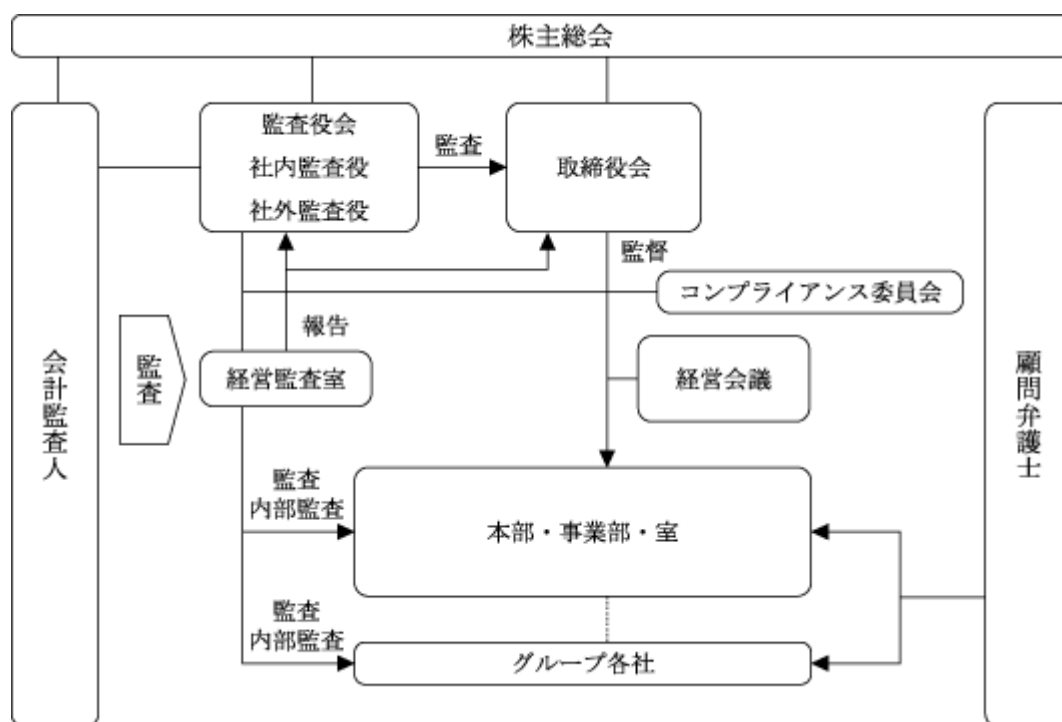 株主総会
監査役会
社内監査役
社外監査役
監査
取締役会
監督
コンプライアンス委員会
報告
会計監査人
監査
経営監査室
経営会議
顧問弁護士
監査
内部監査
本部・事業部・室
監査
内部監査
グループ各社